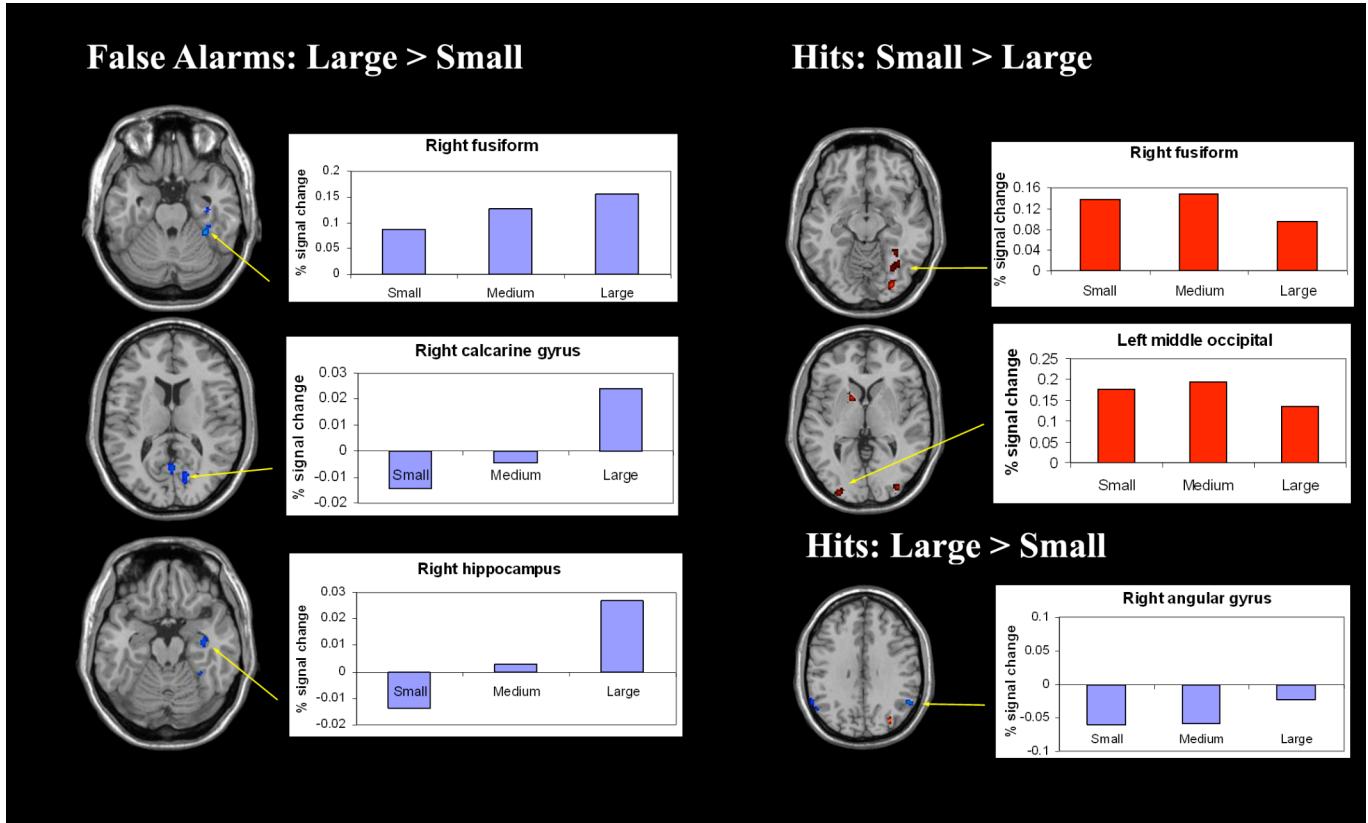 False Alarms: Large > Small
Right fusiform
% signal change
0.2
0.15
0.1
0.05
0
Small Medium Large
Right calcarine gyrus
% signal change
0.03
0.02
0.01
0
-0.01
-0.02
Small Medium Large
Right hippocampus
% signal change
0.03
0.02
0.01
0
-0.01
-0.02
Small Medium Large
Hits: Small > Large
Right fusiform
% signal change
0.16
0.12
0.08
0.04
0
Small Medium Large
Left middle occipital
% signal change
0.25
0.2
0.15
0.1
0.05
0
Small Medium Large
Hits: Large > Small
Right angular gyrus
% signal change
0.1
0.05
0
-0.05
-0.1
Small Medium Large